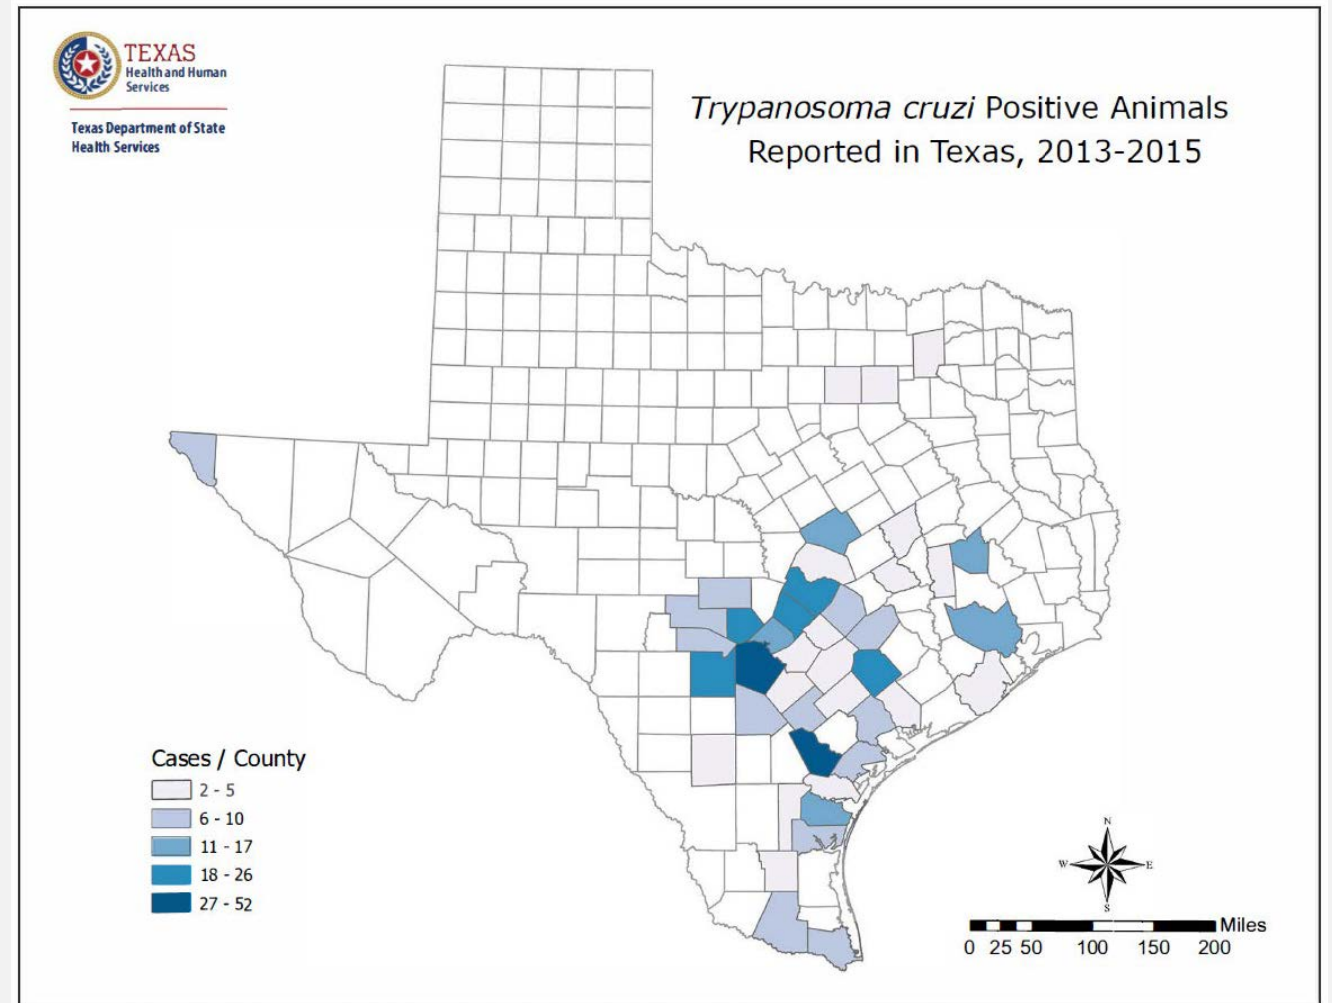 TEXAS
Health and Human
Services
Texas Department of State
Health Services
Trypanosoma cruzi Positive Animals
Reported in Texas, 2013-2015
Cases / County
2 - 5
6 - 10
11 - 17
18 - 26
27 - 52
N
W E
S
Miles
0 25 50 100 150 200